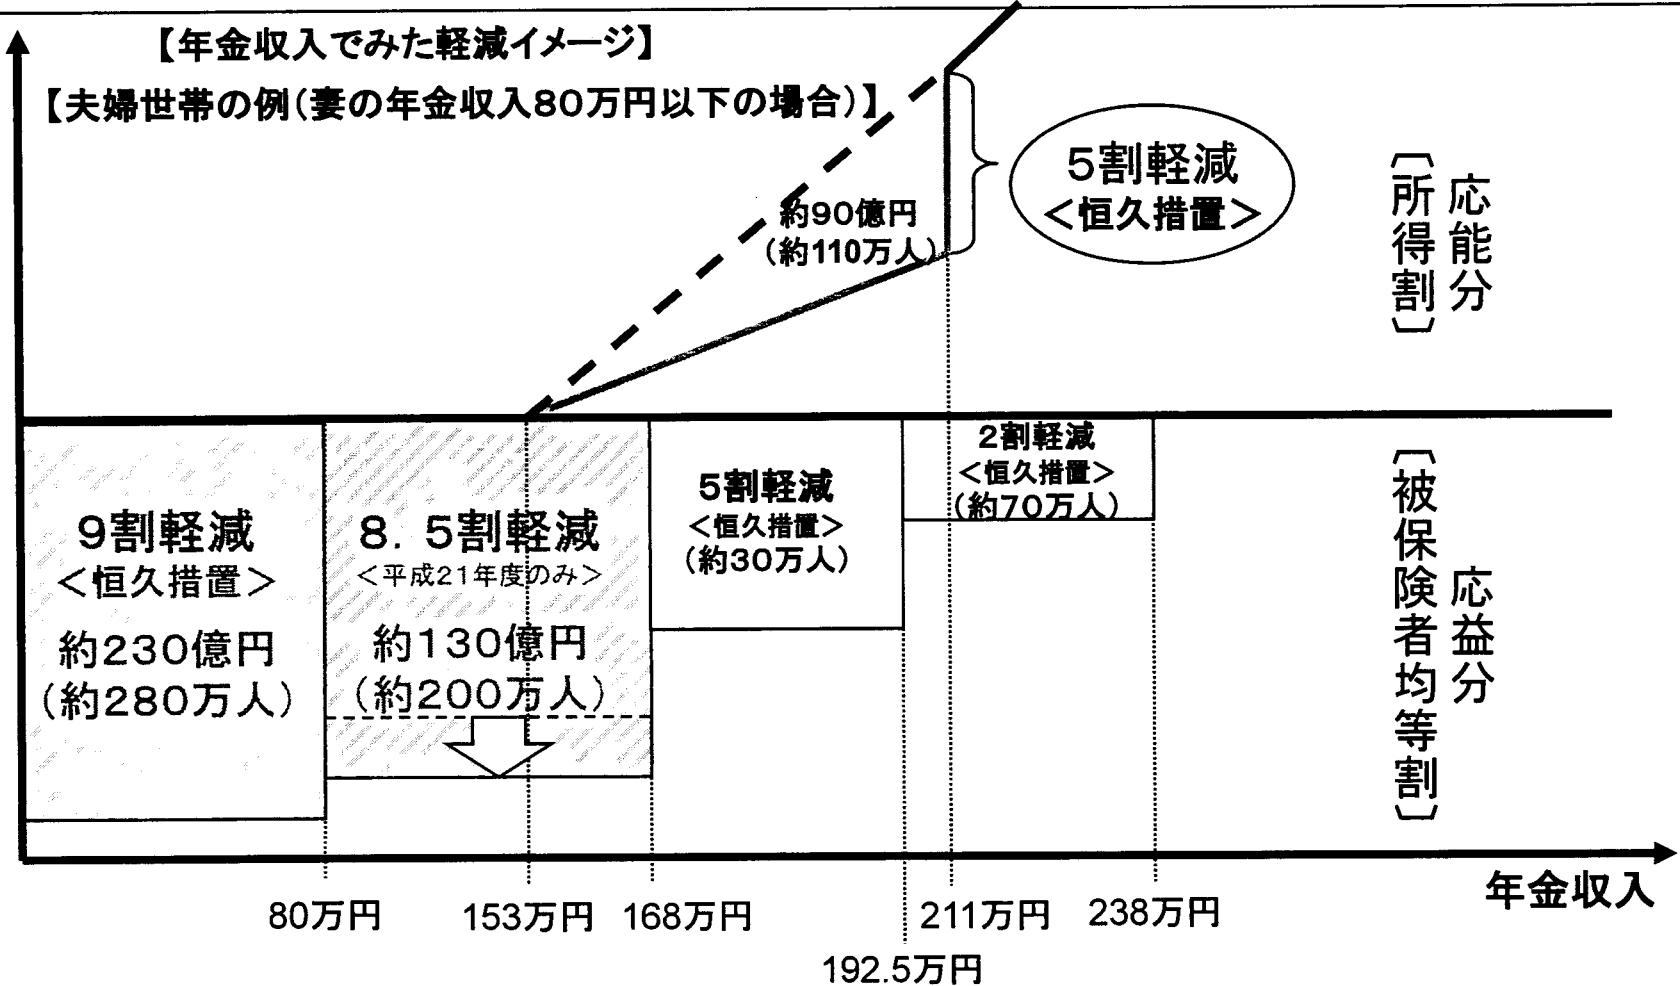 【年金収入でみた軽減イメージ】
【夫婦世帯の例(妻の年金収入80万円以下の場合)】
約90億円
(約110万人)
5割軽減
<恒久措置>
応能分
〔所得割〕
9割軽減
<恒久措置>
約230億円
(約280万人)
8.5割軽減
<平成21年度のみ>
約130億円
(約200万人)
5割軽減
<恒久措置>
(約30万人)
2割軽減
<恒久措置>
(約70万人)
応益分
〔被保険者均等割〕
年金収入
80万円
153万円
168万円
192.5万円
211万円
238万円